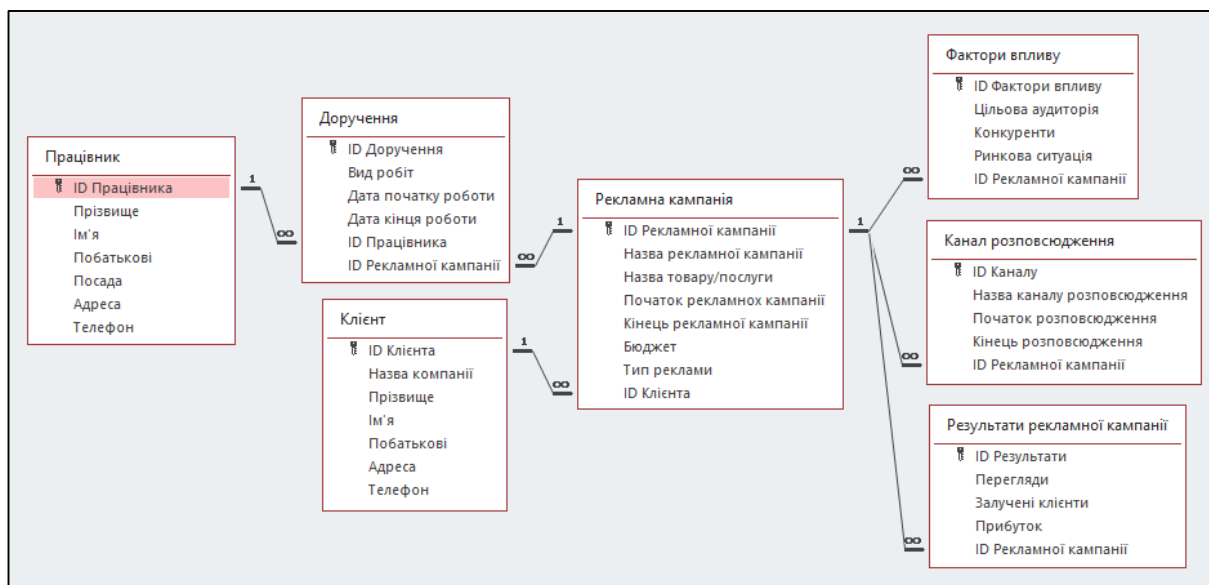 Працівник
ID Працівника
Прізвище
Ім'я
Побатькові
Посада
Адреса
Телефон
1
∞
Доручення
ID Доручення
Вид робіт
Дата початку роботи
Дата кінця роботи
ID Працівника
ID Рекламної кампанії
∞
1
Клієнт
ID Клієнта
Назва компанії
Прізвище
Ім'я
Побатькові
Адреса
Телефон
1
∞
Рекламна кампанія
ID Рекламної кампанії
Назва рекламної кампанії
Назва товару/послуги
Початок рекламнох кампанії
Кінець рекламної кампанії
Бюджет
Тип реклами
ID Клієнта
1
∞
Фактори впливу
ID Фактори впливу
Цільова аудиторія
Конкуренти
Ринкова ситуація
ID Рекламної кампанії
∞
Канал розповсюдження
ID Каналу
Назва каналу розповсюдження
Початок розповсюдження
Кінець розповсюдження
ID Рекламної кампанії
∞
Результати рекламної кампанії
ID Результати
Перегляди
Залучені клієнти
Прибуток
ID Рекламної кампанії